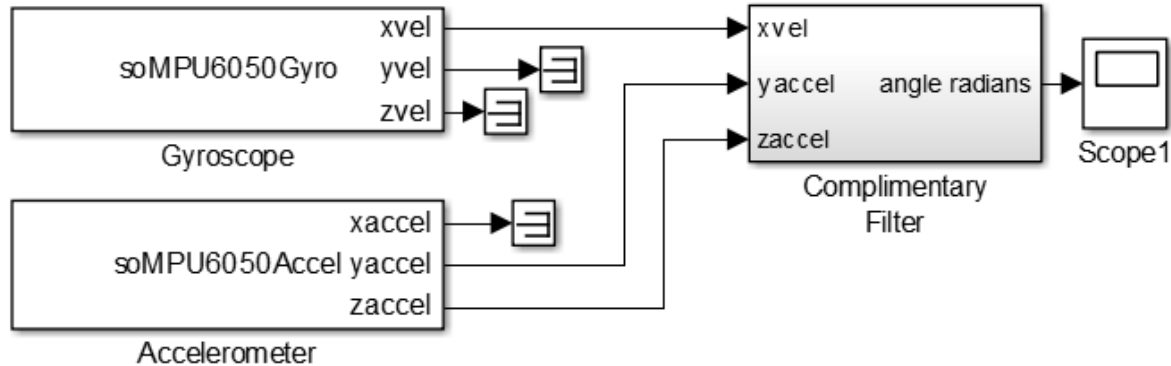 xvel
soMPU6050Gyro
yvel
zvel
Gyroscope
xaccel
soMPU6050Accel
yaccel
zaccel
Accelerometer
xvel
yaccel
angle radians
zaccel
Complimentary
Filter
Scope1